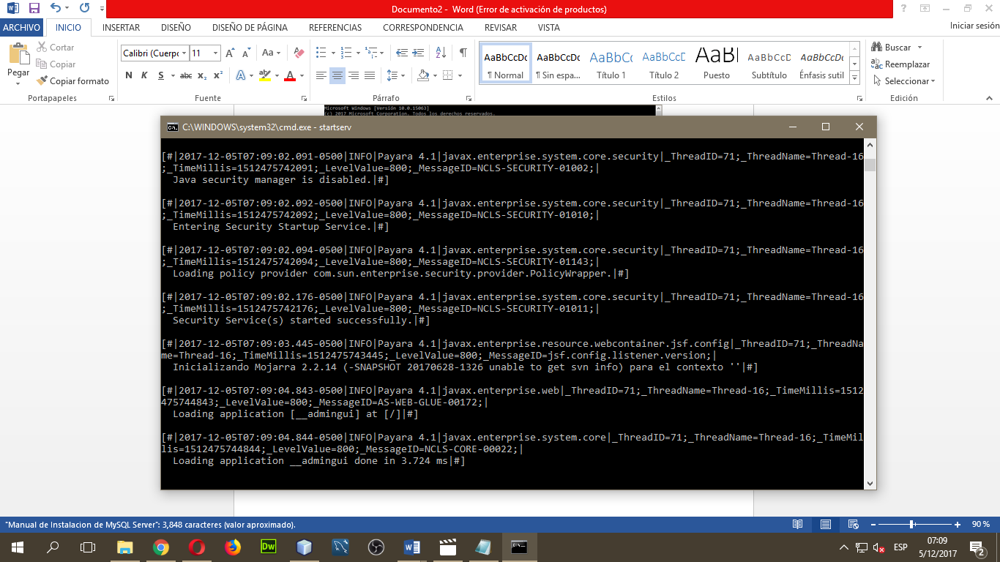 Documento2 - Word (Error de activación de productos)
ARCHIVO INICIO INSERTAR DISEÑO DISEÑO DE PÁGINA REFERENCIAS CORRESPONDENCIA REVISAR VISTA Iniciar sesión
Pegar
Cortar
Copiar
Copiar formato
Portapapeles
Calibri (Cuerpo 11
N K S abc x₂ x²
Fuente
Párrafo
AaBbCcDc AaBbCcDc AaBbCc AaBbCcD AaBl AaBbCcD AaBbCcDc
¶ Normal ¶ Sin espa... Título 1 Título 2 Puesto Subtítulo Énfasis sutil
Estilos
Buscar
Reemplazar
Seleccionar
Edición
Microsoft Windows [Versión 10.0.15063]
(c) 2017 Microsoft Corporation. Todos los derechos reservados.
C:\WINDOWS\system32\cmd.exe - startserv
[#|2017-12-05T07:09:02.091-0500|INFO|Payara 4.1|javax.enterprise.system.core.security|_ThreadID=71;_ThreadName=Thread-16
;_TimeMillis=1512475742091;_LevelValue=800;_MessageID=NCLS-SECURITY-01002;|
Java security manager is disabled.|#]
[#|2017-12-05T07:09:02.092-0500|INFO|Payara 4.1|javax.enterprise.system.core.security|_ThreadID=71;_ThreadName=Thread-16
;_TimeMillis=1512475742092;_LevelValue=800;_MessageID=NCLS-SECURITY-01010;|
Entering Security Startup Service.|#]
[#|2017-12-05T07:09:02.094-0500|INFO|Payara 4.1|javax.enterprise.system.core.security|_ThreadID=71;_ThreadName=Thread-16
;_TimeMillis=1512475742094;_LevelValue=800;_MessageID=NCLS-SECURITY-01143;|
Loading policy provider com.sun.enterprise.security.provider.PolicyWrapper.|#]
[#|2017-12-05T07:09:02.176-0500|INFO|Payara 4.1|javax.enterprise.system.core.security|_ThreadID=71;_ThreadName=Thread-16
;_TimeMillis=1512475742176;_LevelValue=800;_MessageID=NCLS-SECURITY-01011;|
Security Service(s) started successfully.|#]
[#|2017-12-05T07:09:03.445-0500|INFO|Payara 4.1|javax.enterprise.resource.webcontainer.jsf.config|_ThreadID=71;_ThreadNa
me=Thread-16;_TimeMillis=1512475743445;_LevelValue=800;_MessageID=jsf.config.listener.version;|
Inicializando Mojarra 2.2.14 (-SNAPSHOT 20170628-1326 unable to get svn info) para el contexto ''|#]
[#|2017-12-05T07:09:04.843-0500|INFO|Payara 4.1|javax.enterprise.web|_ThreadID=71;_ThreadName=Thread-16;_TimeMillis=1512
475744843;_LevelValue=800;_MessageID=AS-WEB-GLUE-00172;|
Loading application [__admingui] at [/]|#]
[#|2017-12-05T07:09:04.844-0500|INFO|Payara 4.1|javax.enterprise.system.core|_ThreadID=71;_ThreadName=Thread-16;_TimeMil
lis=1512475744844;_LevelValue=800;_MessageID=NCLS-CORE-00022;|
Loading application __admingui done in 3.724 ms|#]
"Manual de Instalacion de MySQL Server": 3,848 caracteres (valor aproximado).
90 %
Dw
ESP
07:09
5/12/2017
2